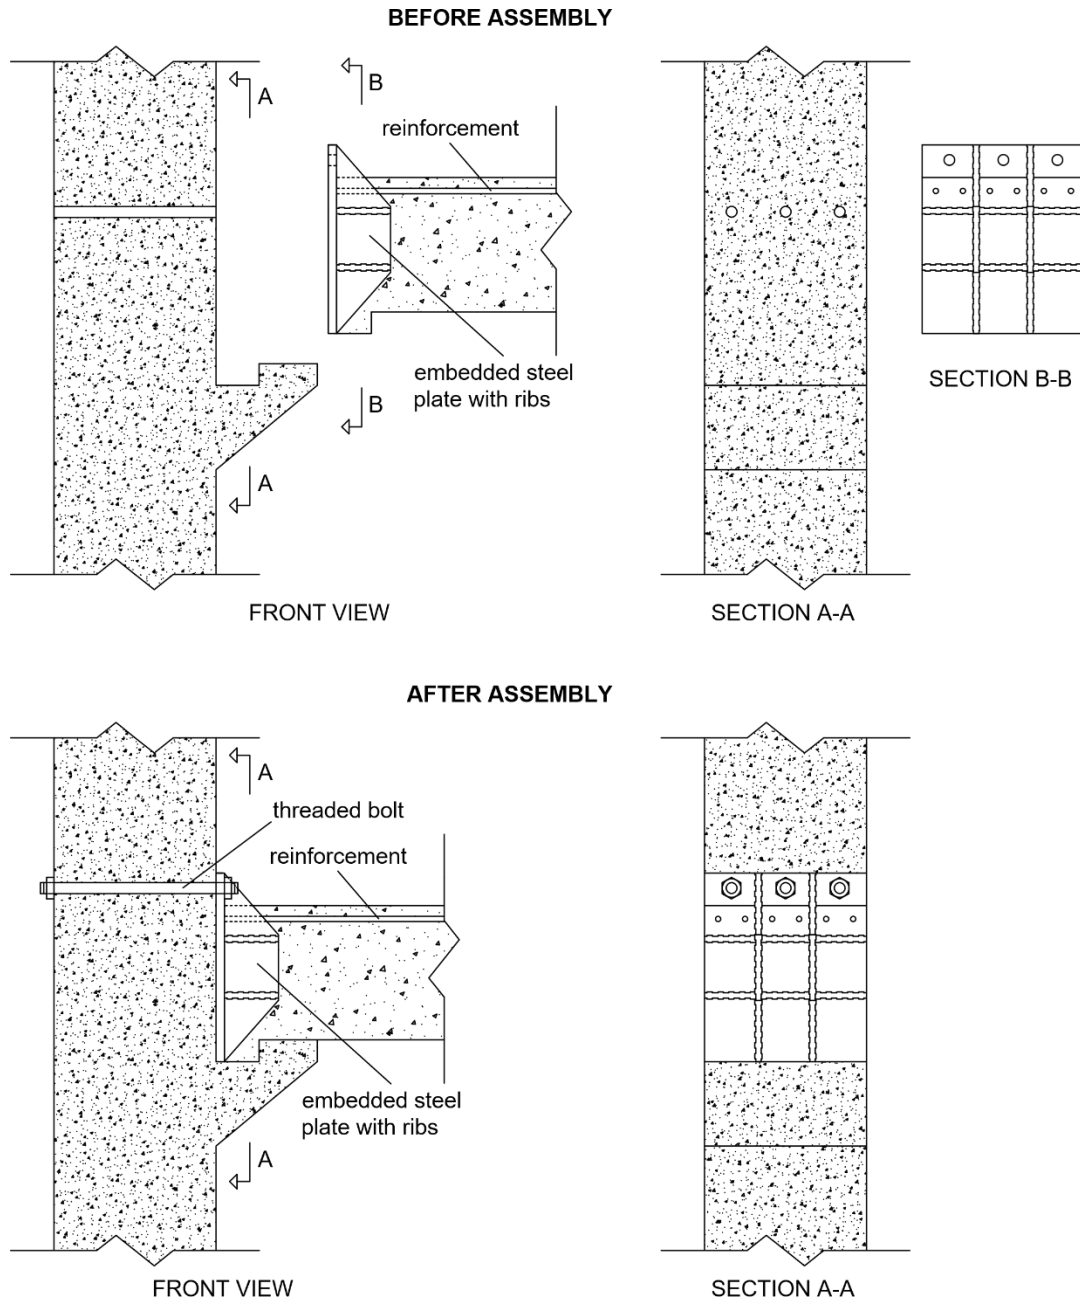 BEFORE ASSEMBLY
A
B
reinforcement
embedded steel
plate with ribs
B
A
SECTION B-B
FRONT VIEW
SECTION A-A
AFTER ASSEMBLY
A
threaded bolt
reinforcement
embedded steel
plate with ribs
A
FRONT VIEW
SECTION A-A